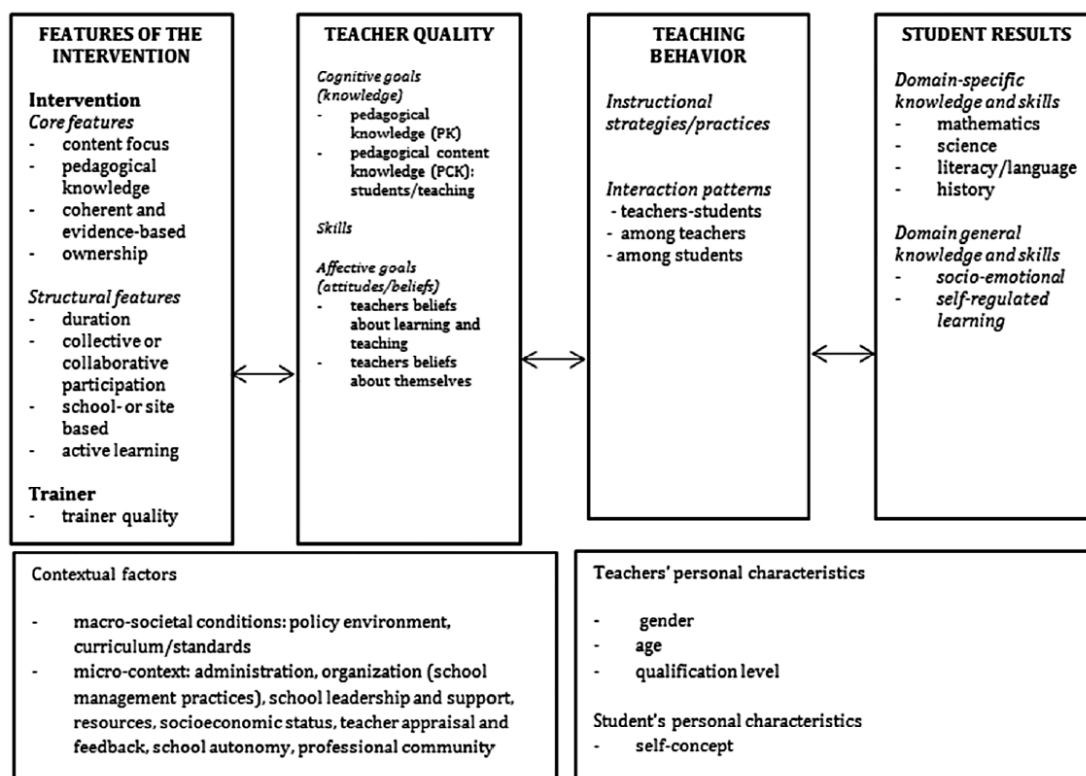 FEATURES OF THE
INTERVENTION
Intervention
Core features
- content focus
- pedagogical
knowledge
- coherent and
evidence-based
- ownership
Structural features
- duration
- collective or
collaborative
participation
- school- or site
based
- active learning
Trainer
- trainer quality
TEACHER QUALITY
Cognitive goals
(knowledge)
- pedagogical
knowledge (PK)
- pedagogical content
knowledge (PCK):
students/teaching
Skills
Affective goals
(attitudes/beliefs)
- teachers beliefs
about learning and
teaching
- teachers beliefs
about themselves
TEACHING
BEHAVIOR
Instructional
strategies/practices
Interaction patterns
- teachers-students
- among teachers
- among students
STUDENT RESULTS
Domain-specific
knowledge and skills
- mathematics
- science
- literacy/language
- history
Domain general
knowledge and skills
- socio-emotional
- self-regulated
learning
Contextual factors
- macro-societal conditions: policy environment,
curriculum/standards
- micro-context: administration, organization (school
management practices), school leadership and support,
resources, socioeconomic status, teacher appraisal and
feedback, school autonomy, professional community
Teachers' personal characteristics
- gender
- age
- qualification level
Student's personal characteristics
- self-concept